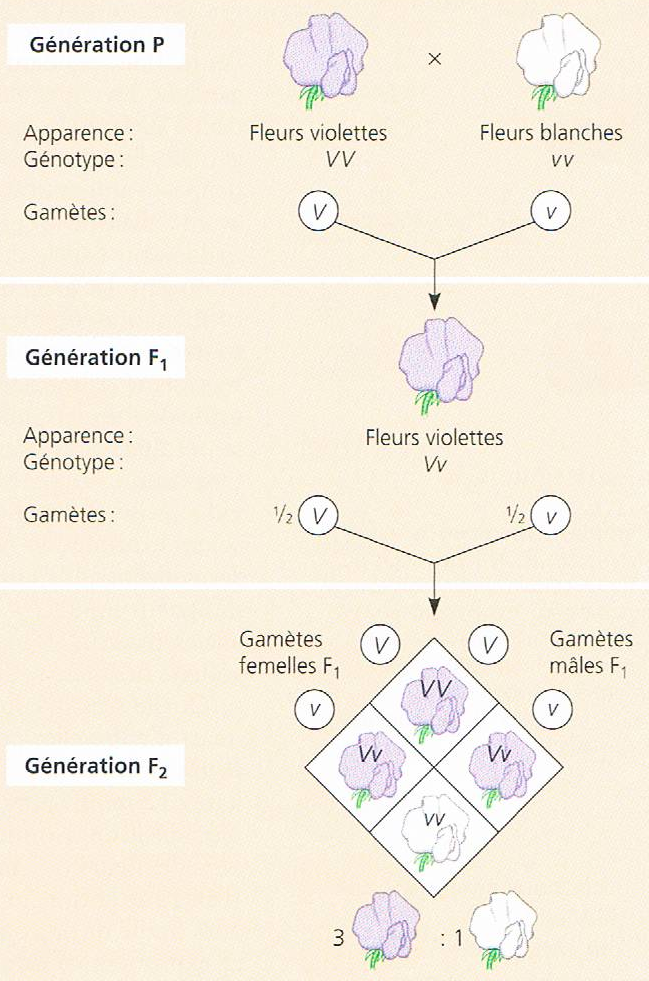 Génération P
×
Apparence : Fleurs violettes Fleurs blanches
Génotype : VV vv
Gamètes : V v
Génération F1
Apparence : Fleurs violettes
Génotype : Vv
Gamètes : 1/2 V 1/2 v
Gamètes femelles F1
V V
Gamètes mâles F1
v v
VV
Vv Vv
Génération F2
vv
3 : 1